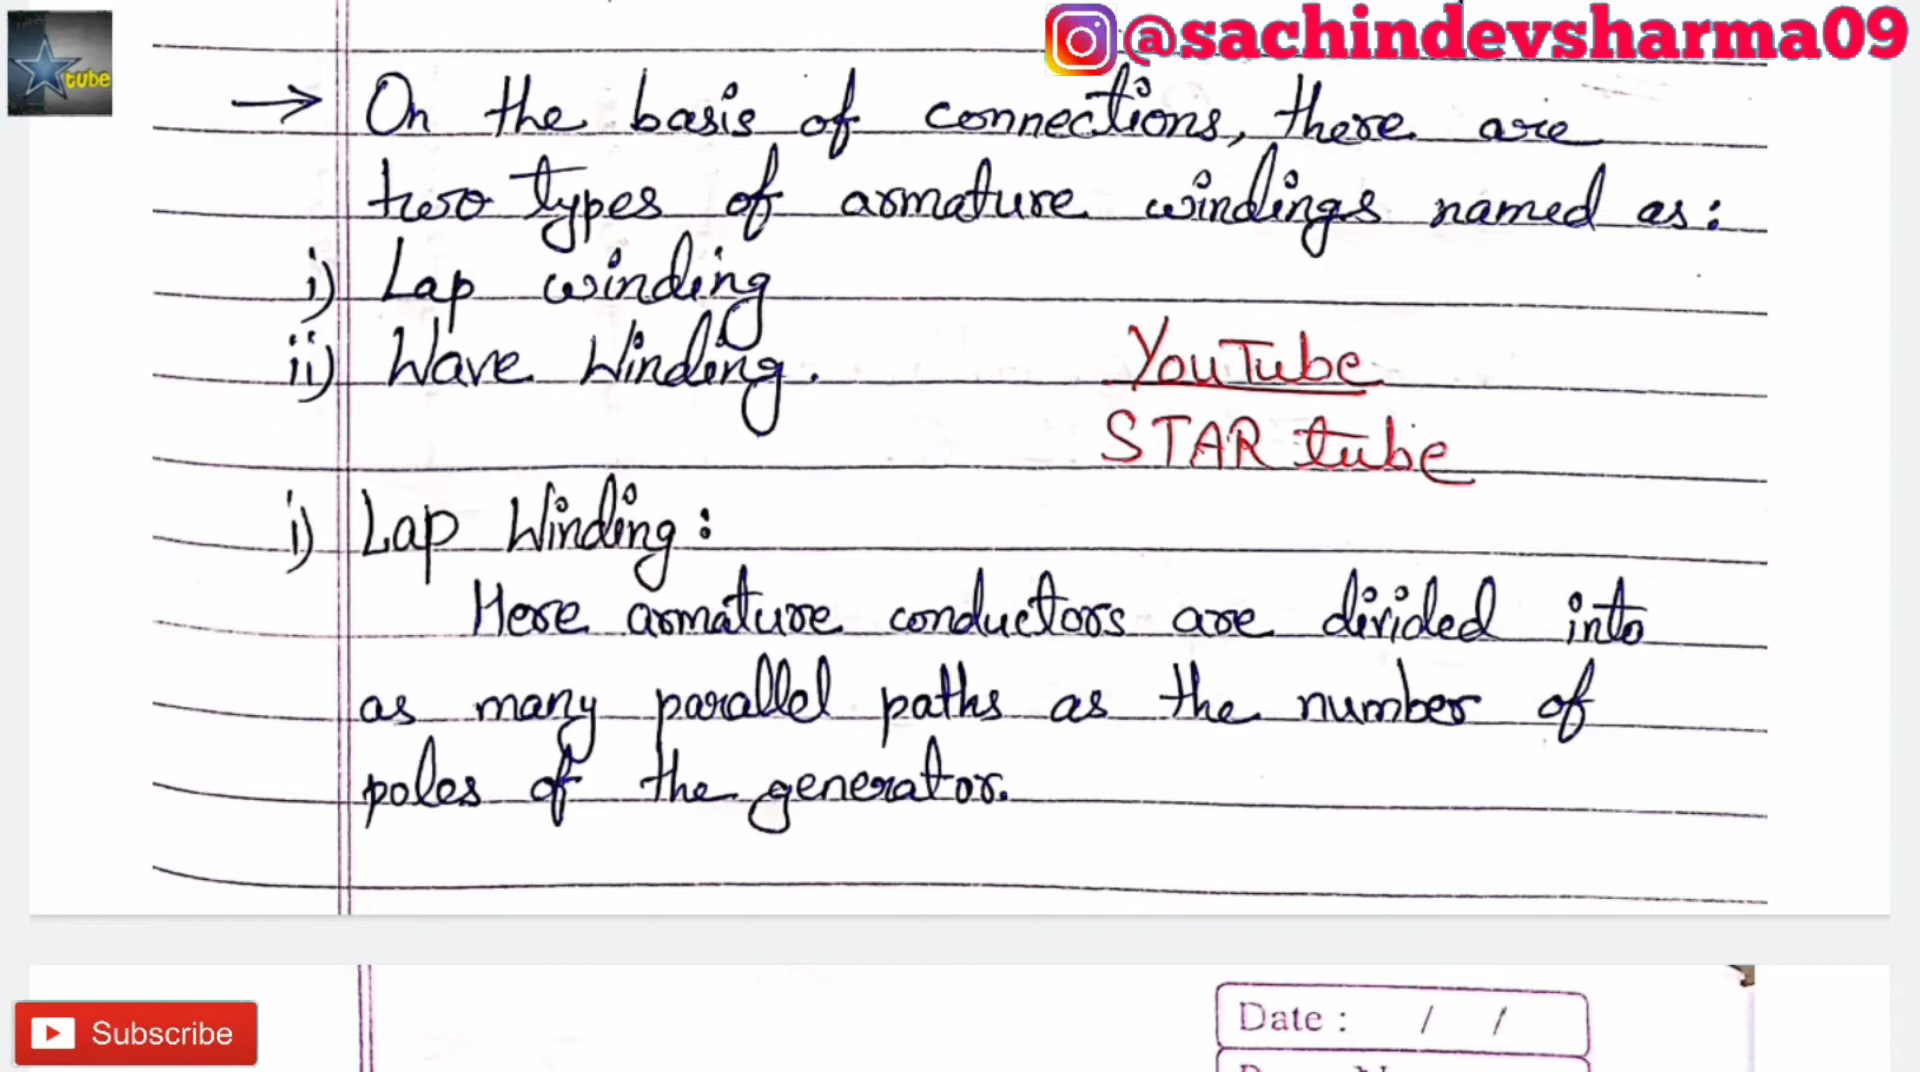 @sachindevsharma09
tube
→ On the basis of connections, there are
two types of armature windings named as:
i) Lap winding
ii) Wave Winding.
YouTube
STAR tube
i) Lap Winding:
Here armature conductors are divided into
as many parallel paths as the number of
poles of the generator.
Subscribe
Date : / /